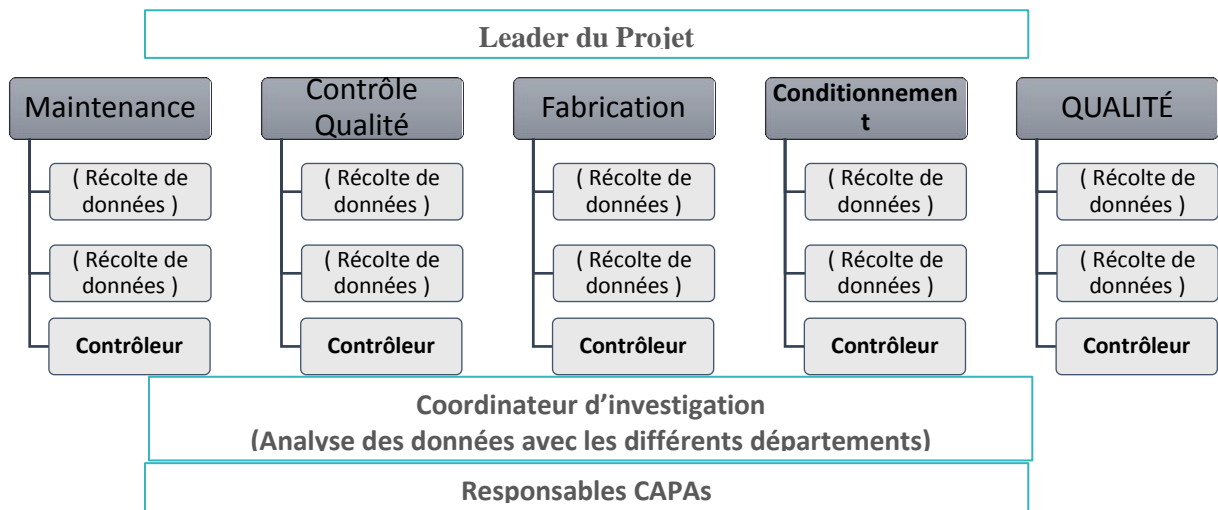 Leader du Projet
Maintenance
( Récolte de
données )
( Récolte de
données )
Contrôleur
Contrôle
Qualité
( Récolte de
données )
( Récolte de
données )
Contrôleur
Fabrication
( Récolte de
données )
( Récolte de
données )
Contrôleur
Conditionnemen
t
( Récolte de
données )
( Récolte de
données )
Contrôleur
QUALITÉ
( Récolte de
données )
( Récolte de
données )
Contrôleur
Coordinateur d’investigation
(Analyse des données avec les différents départements)
Responsables CAPAs